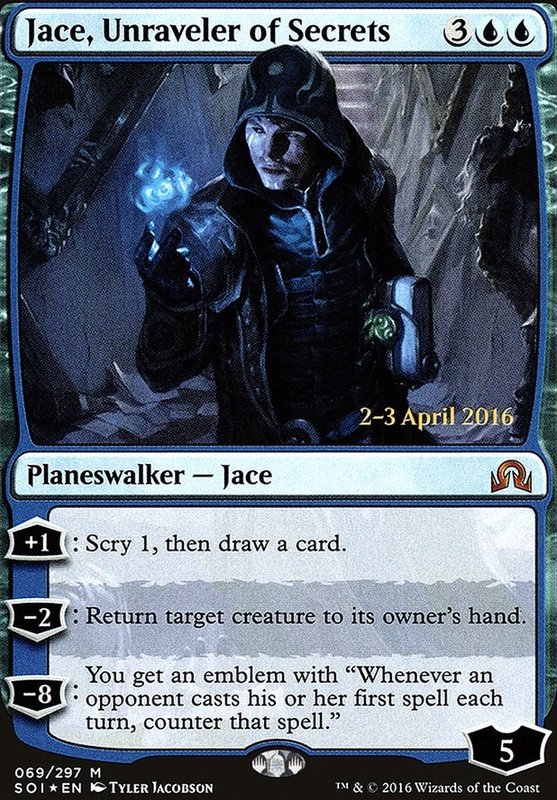 Jace, Unraveler of Secrets 3
2–3 April 2016
Planeswalker — Jace
+1 : Scry 1, then draw a card.
−2 : Return target creature to its owner's hand.
−8 : You get an emblem with “Whenever an
opponent casts his or her first spell each
turn, counter that spell.”
5
069/297 M
SOI★EN Tyler Jacobson
™ & © 2016 Wizards of the Coast